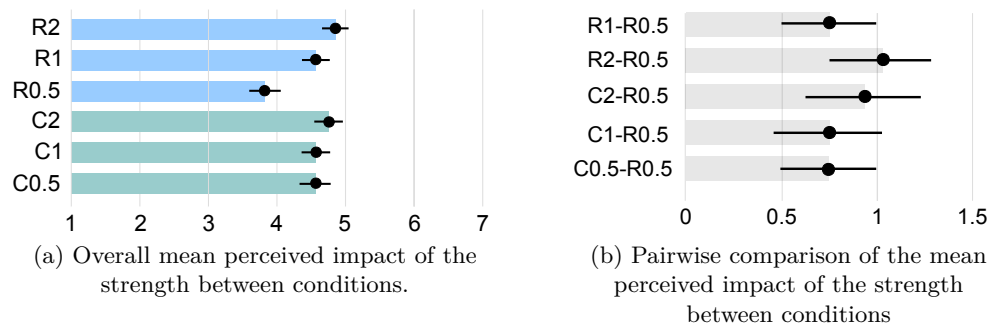 R2
R1
R0.5
C2
C1
C0.5
1 2 3 4 5 6 7
(a) Overall mean perceived impact of the
strength between conditions.
R1-R0.5
R2-R0.5
C2-R0.5
C1-R0.5
C0.5-R0.5
0 0.5 1 1.5
(b) Pairwise comparison of the mean
perceived impact of the strength
between conditions